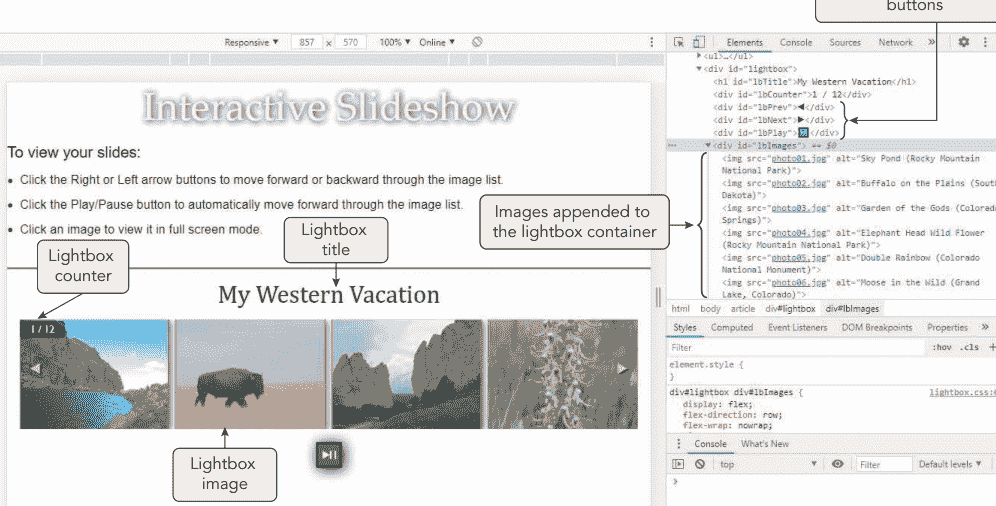 buttons
Responsive ▼ 857 x 570 100% ▼ Online ▼
Elements Console Sources Network »
▶<ul>…</ul>
▼<div id="lightbox">
<h1 id="lbTitle">My Western Vacation</h1>
<div id="lbCounter">1 / 12</div>
<div id="lbPrev">◀</div>
<div id="lbNext">▶</div>
<div id="lbPlay">⏯</div>
▼<div id="lbImages"> == $0
<img src="photo01.jpg" alt="Sky Pond (Rocky Mountain
National Park)">
<img src="photo02.jpg" alt="Buffalo on the Plains (Sout
Dakota)">
<img src="photo03.jpg" alt="Garden of the Gods (Colorad
Springs)">
<img src="photo04.jpg" alt="Elephant Head Wild Flower
(Rocky Mountain National Park)">
<img src="photo05.jpg" alt="Double Rainbow (Colorado
National Monument)">
<img src="photo06.jpg" alt="Moose in the Wild (Grand
Lake, Colorado)">
Interactive Slideshow
To view your slides:
• Click the Right or Left arrow buttons to move forward or backward through the image list.
• Click the Play/Pause button to automatically move forward through the image list.
• Click an image to view it in full screen mode.
Images appended to
the lightbox container
Lightbox
title
Lightbox
counter
My Western Vacation
1 / 12
Lightbox
image
html body article div#lightbox div#lbImages
Styles Computed Event Listeners DOM Breakpoints Properties »
Filter :hov .cls +
element.style {
}
div#lightbox div#lbImages { lightbox.css:
display: flex;
flex-direction: row;
flex-wrap: nowrap;
Console What's New
top ▼ Filter Default levels ▼
>